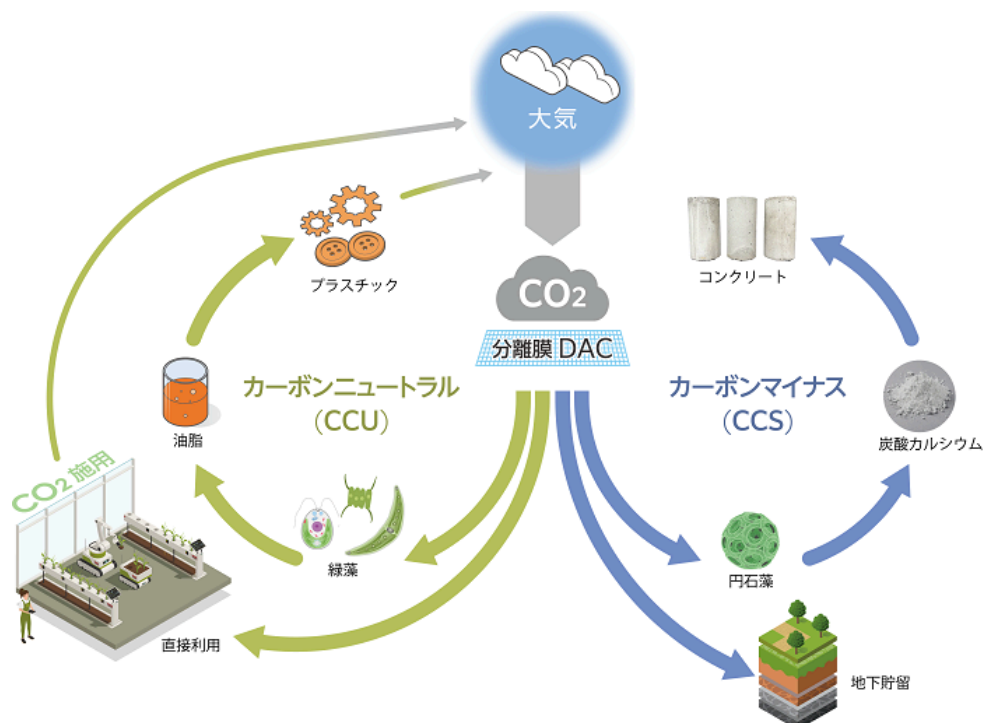 大気
プラスチック
コンクリート
CO2
分離膜 DAC
カーボンニュートラル
(CCU)
カーボンマイナス
(CCS)
油脂
炭酸カルシウム
CO2 施用
緑藻
円石藻
直接利用
地下貯留